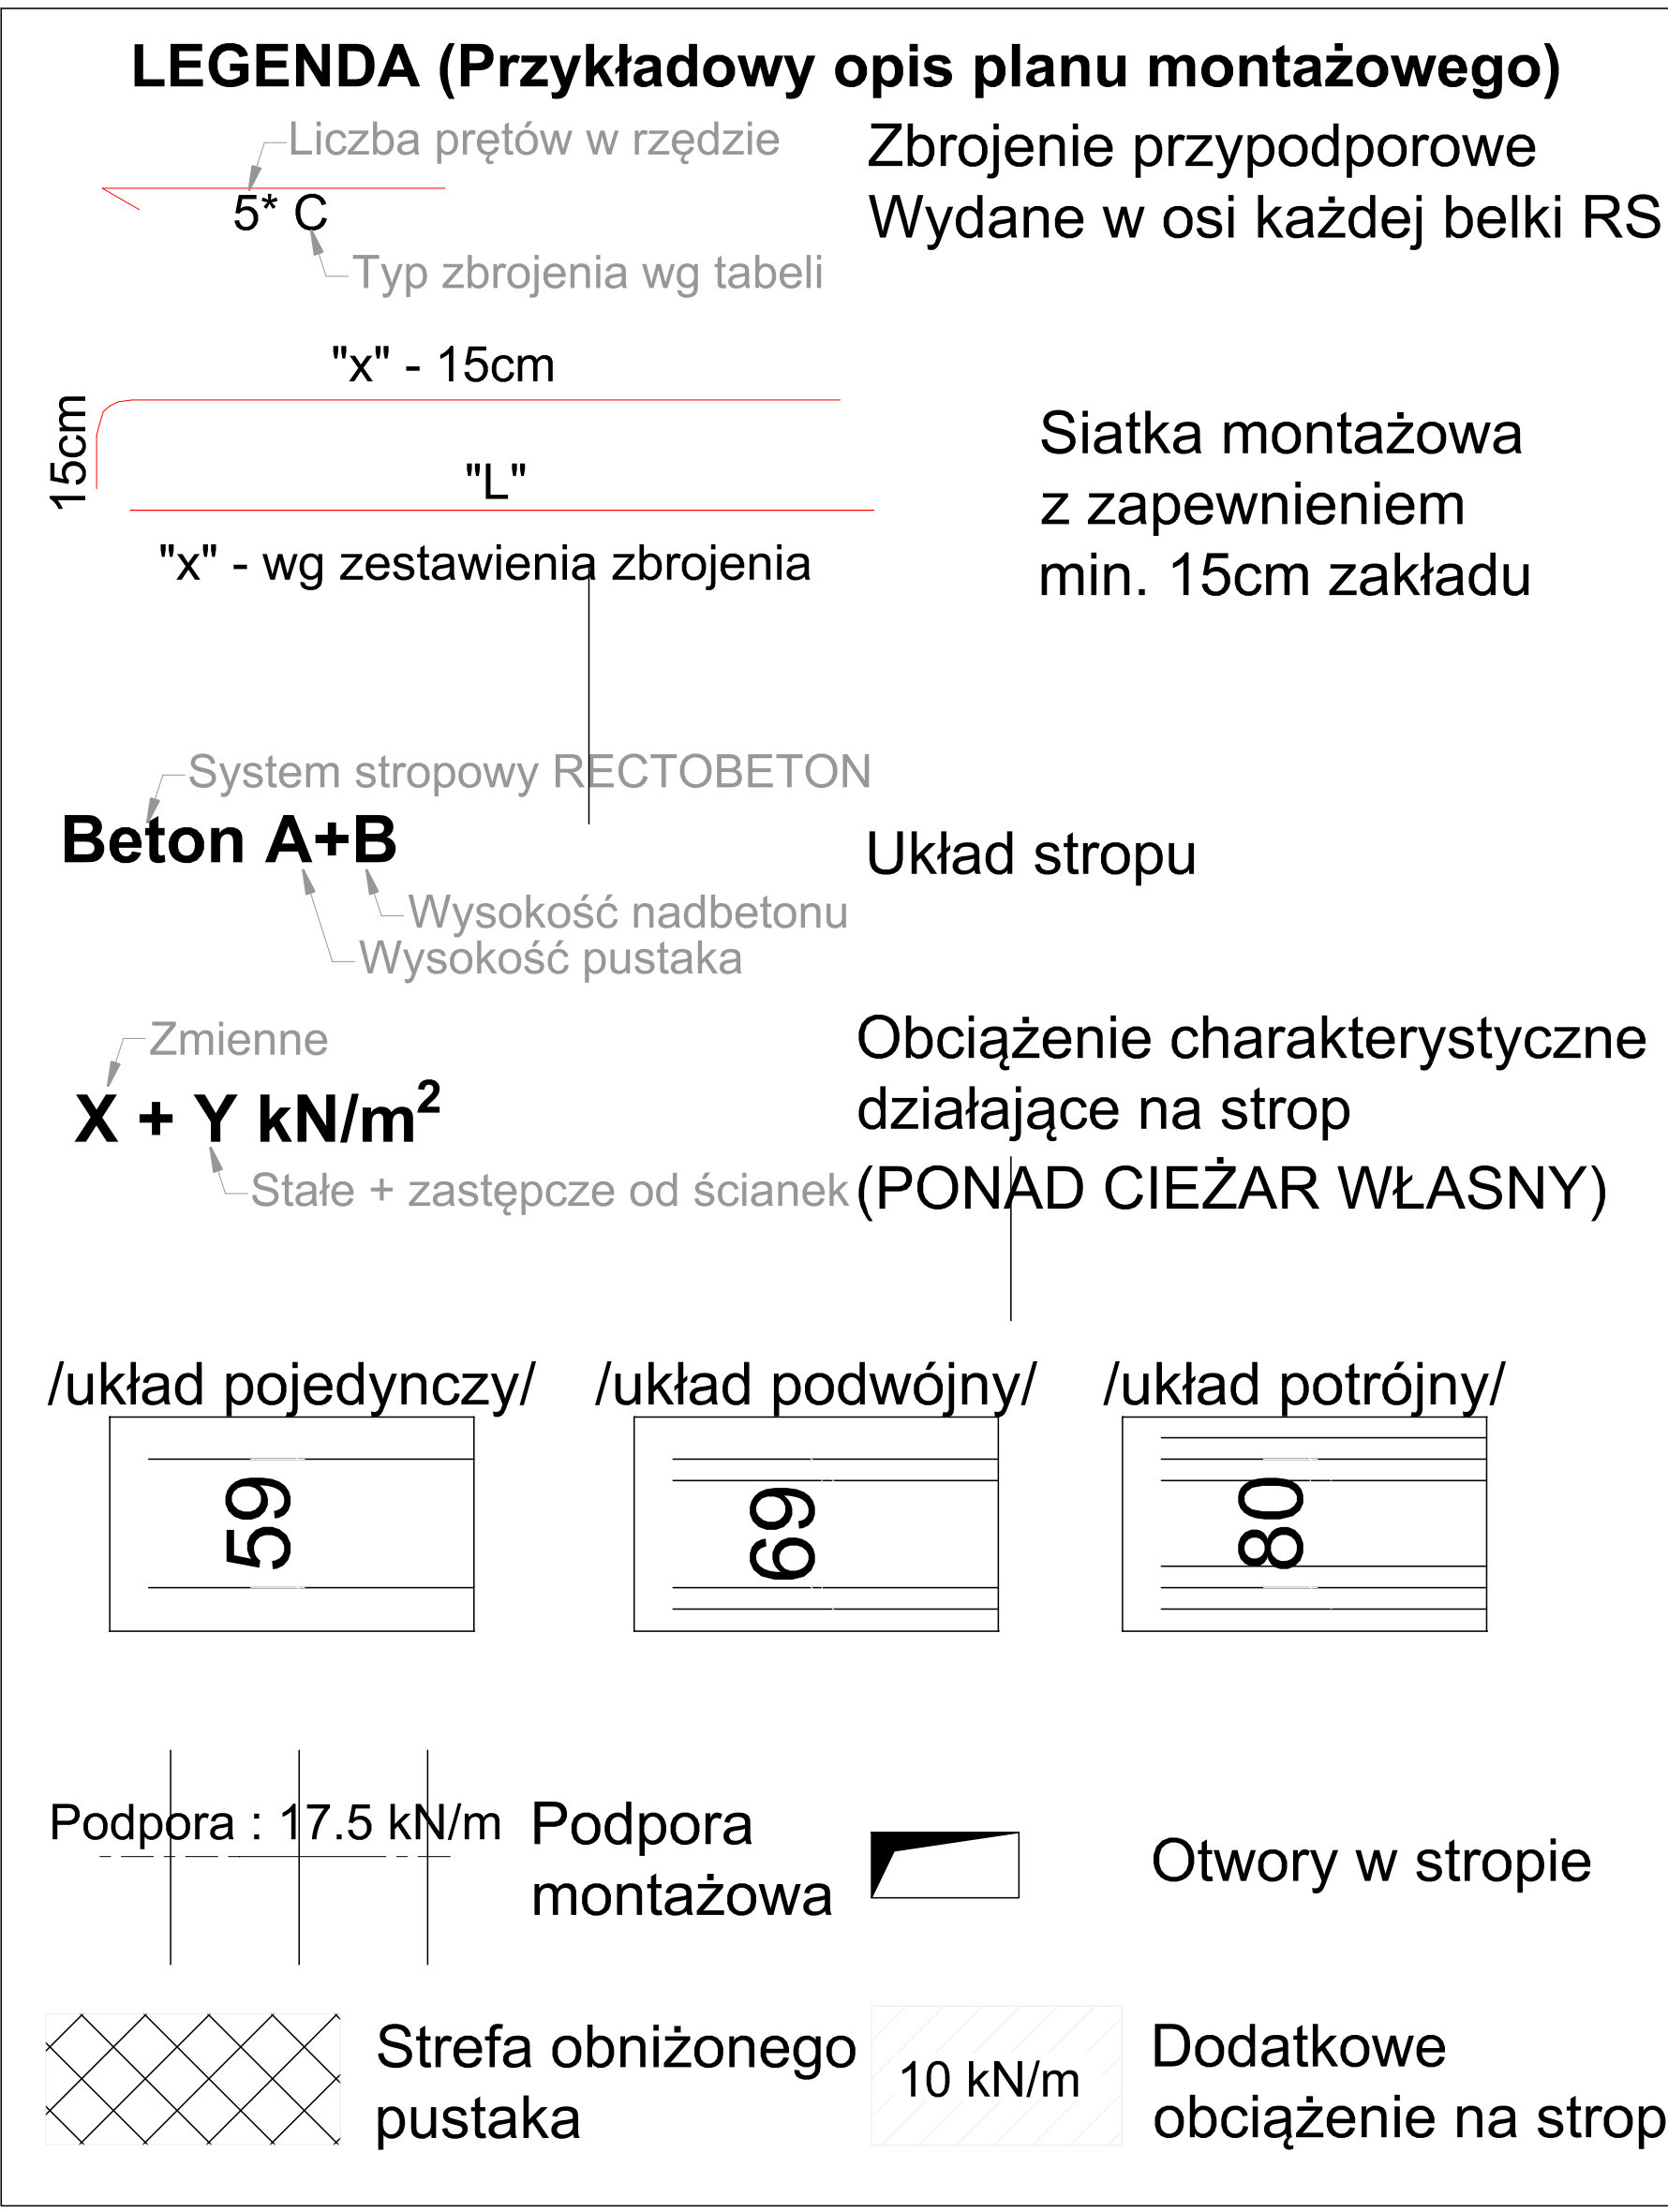 LEGENDA (Przykładowy opis planu montażowego)
Liczba prętów w rzędzie
5* C
Typ zbrojenia wg tabeli
Zbrojenie przypodporowe
Wydane w osi każdej belki RS
"x" - 15cm
15cm
"L"
"x" - wg zestawienia zbrojenia
Siatka montażowa
z zapewnieniem
min. 15cm zakładu
System stropowy RECTOBETON
Beton A+B
Wysokość nadbetonu
Wysokość pustaka
Układ stropu
Zmienne
X + Y kN/m²
Stałe + zastępcze od ścianek
Obciążenie charakterystyczne
działające na strop
(PONAD CIEŻAR WŁASNY)
/układ pojedynczy/
/układ podwójny/
/układ potrójny/
59
69
80
Podpora : 17.5 kN/m
Podpora
montażowa
Otwory w stropie
Strefa obniżonego
pustaka
10 kN/m
Dodatkowe
obciążenie na strop